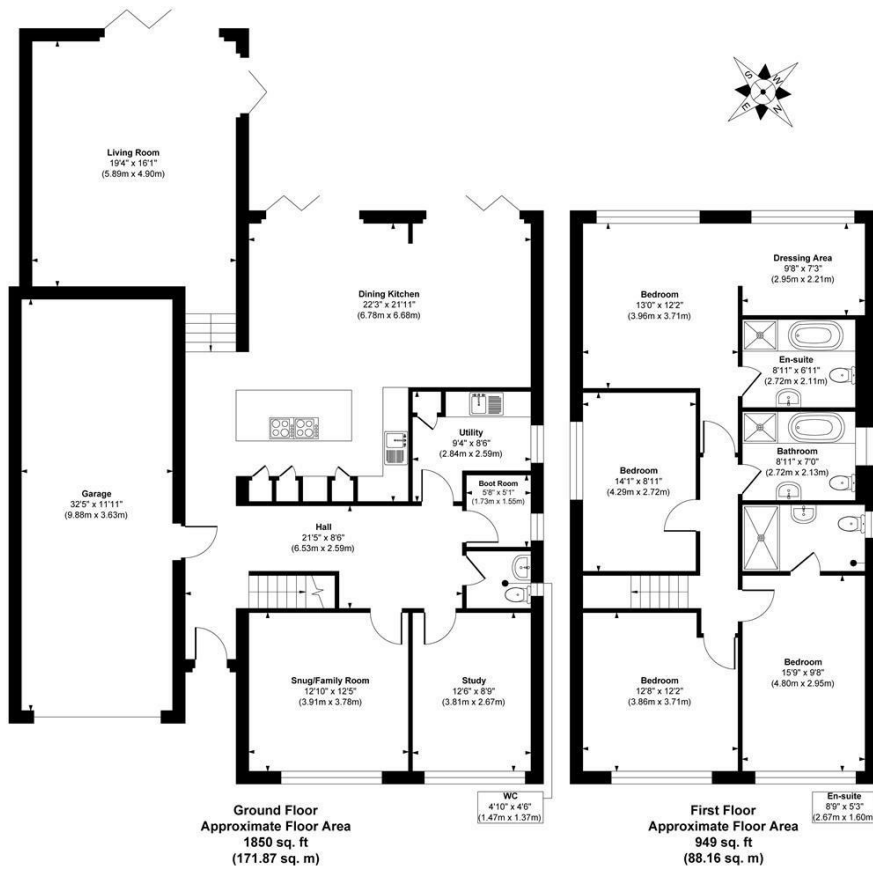 Living Room
19'4" x 16'1"
(5.89m x 4.90m)
S
W
E
N
Dining Kitchen
22'3" x 21'11"
(6.78m x 6.68m)
Utility
9'4" x 8'6"
(2.84m x 2.59m)
Boot Room
5'8" x 5'1"
(1.73m x 1.55m)
Garage
32'5" x 11'11"
(9.88m x 3.63m)
Hall
21'5" x 8'6"
(6.53m x 2.59m)
Snug/Family Room
12'10" x 12'5"
(3.91m x 3.78m)
Study
12'6" x 8'9"
(3.81m x 2.67m)
WC
4'10" x 4'6"
(1.47m x 1.37m)
Ground Floor
Approximate Floor Area
1850 sq. ft
(171.87 sq. m)
Dressing Area
9'8" x 7'3"
(2.95m x 2.21m)
Bedroom
13'0" x 12'2"
(3.96m x 3.71m)
En-suite
8'11" x 6'11"
(2.72m x 2.11m)
Bathroom
8'11" x 7'0"
(2.72m x 2.13m)
Bedroom
14'1" x 8'11"
(4.29m x 2.72m)
Bedroom
12'8" x 12'2"
(3.86m x 3.71m)
Bedroom
15'9" x 9'8"
(4.80m x 2.95m)
En-suite
8'9" x 5'3"
(2.67m x 1.60m)
First Floor
Approximate Floor Area
949 sq. ft
(88.16 sq. m)